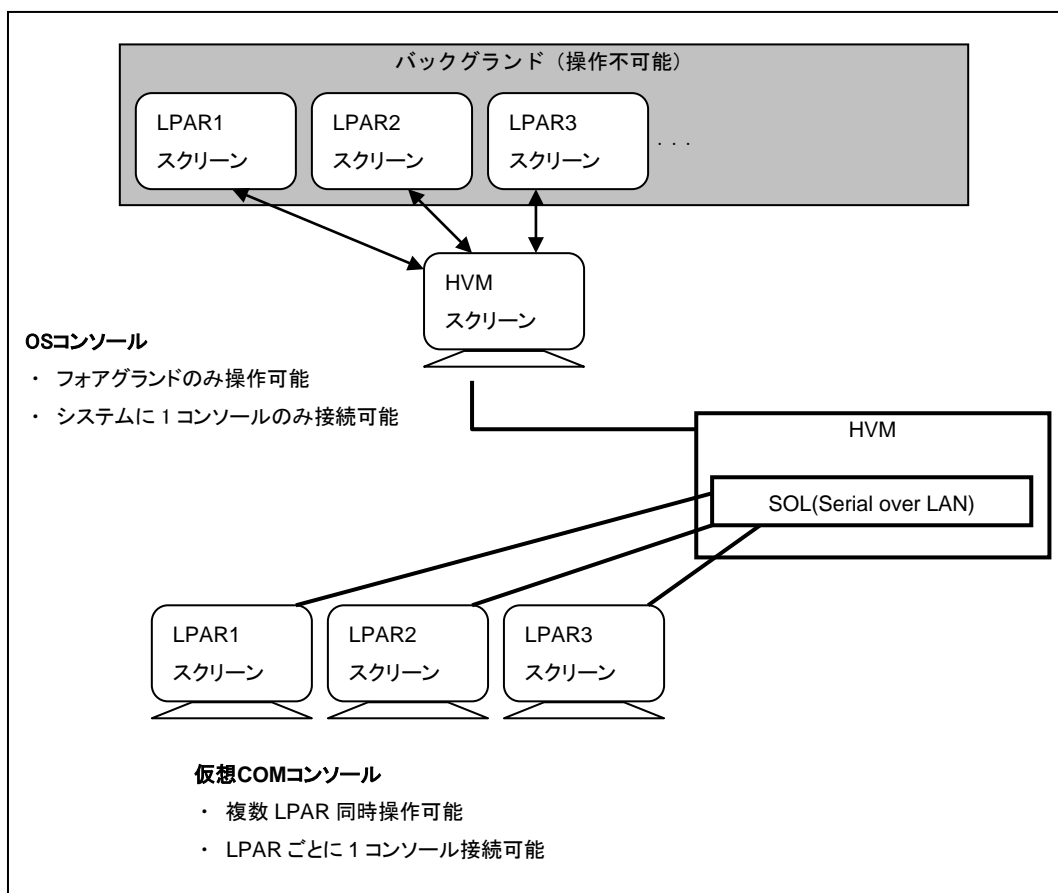 バックグランド（操作不可能）
LPAR1
スクリーン
LPAR2
スクリーン
LPAR3
スクリーン
. . .
HVM
スクリーン
OSコンソール
・ フォアグランドのみ操作可能
・ システムに 1 コンソールのみ接続可能
HVM
SOL(Serial over LAN)
LPAR1
スクリーン
LPAR2
スクリーン
LPAR3
スクリーン
仮想COMコンソール
・ 複数 LPAR 同時操作可能
・ LPAR ごとに 1 コンソール接続可能